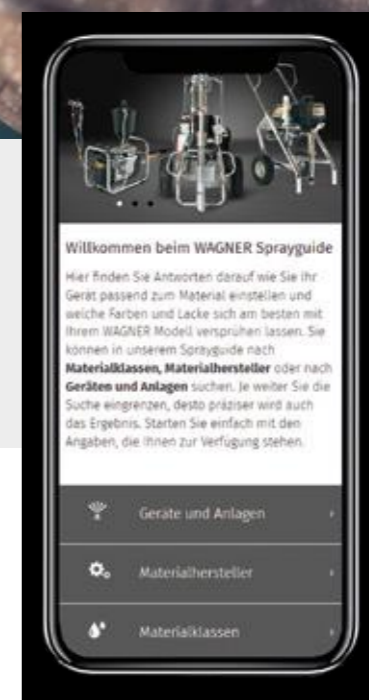 Willkommen beim WAGNER Sprayguide
Hier finden Sie Antworten darauf wie Sie Ihr
Gerät passend zum Material einstellen und
welche Farben und Lacke sich am besten mit
Ihrem WAGNER Modell versprühen lassen. Sie
können in unserem Sprayguide nach
Materialklassen, Materialhersteller oder nach
Geräten und Anlagen suchen. Je weiter Sie die
Suche eingrenzen, desto präziser wird auch
das Ergebnis. Starten Sie einfach mit den
Angaben, die Ihnen zur Verfügung stehen.
Geräte und Anlagen
Materialhersteller
Materialklassen